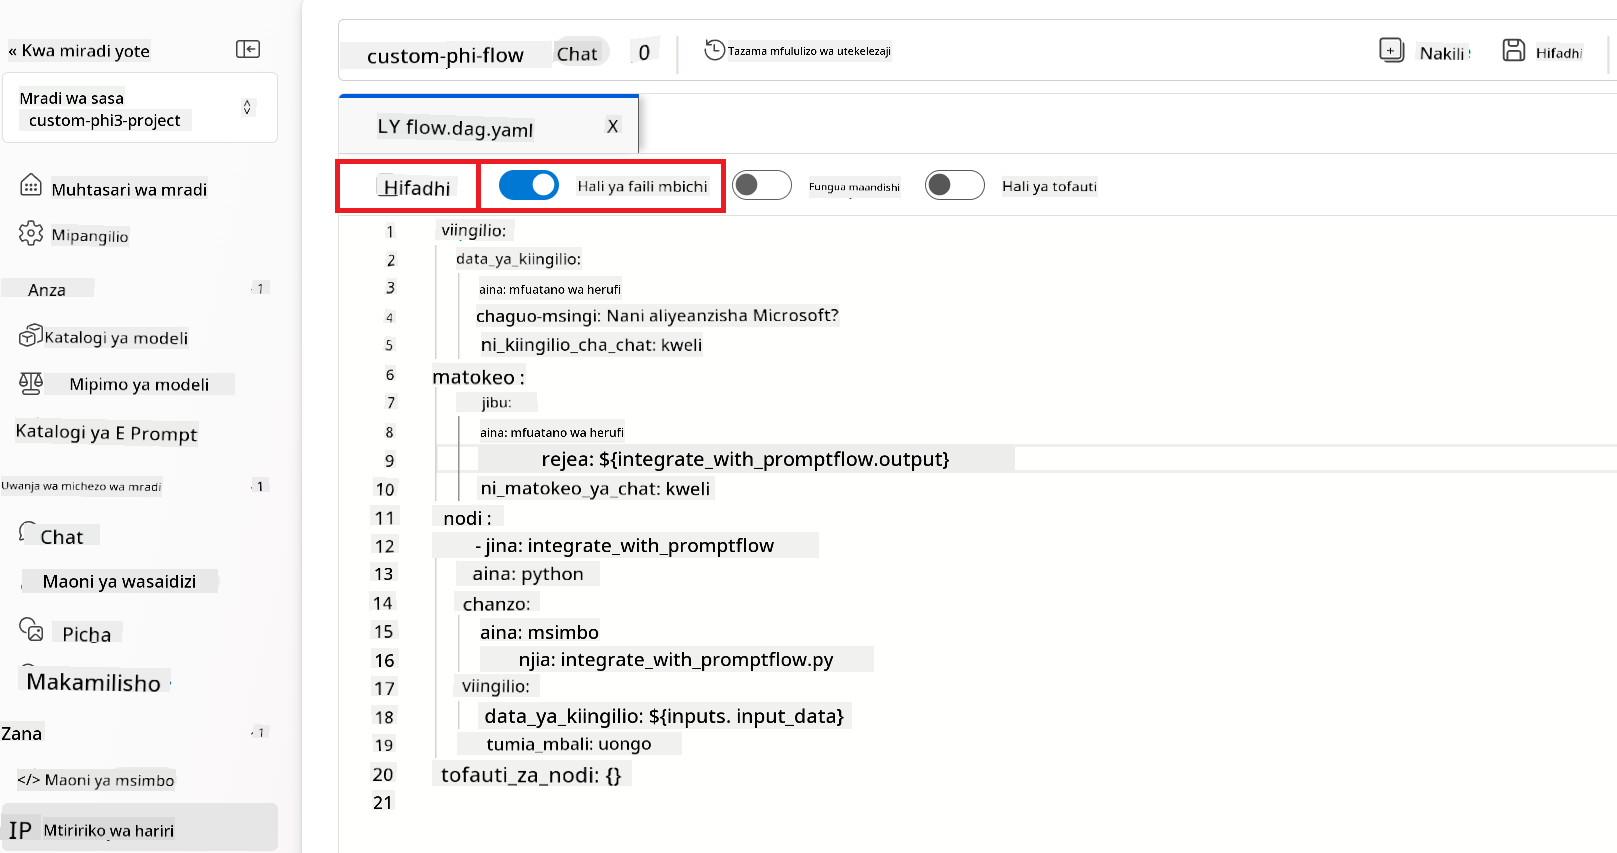 « Kwa miradi yote
Mradi wa sasa
custom-phi3-project
Muhtasari wa mradi
Mipangilio
Anza
1
Katalogi ya modeli
Mipimo ya modeli
Katalogi ya E Prompt
Uwanja wa michezo wa mradi
1
Chat
Maoni ya wasaidizi
Picha
Makamilisho
Zana
1
</> Maoni ya msimbo
IP Mtiririko wa hariri
custom-phi-flow Chat 0 Tazama mfululizo wa utekelezaji Nakili Hifadhi
LY flow.dag.yaml X
Hifadhi Hali ya faili mbichi Fungua maandishi Hali ya tofauti
1 viingilio:
2 data_ya_kiingilio:
3 aina: mfuatano wa herufi
4 chaguo-msingi: Nani aliyeanzisha Microsoft?
5 ni_kiingilio_cha_chat: kweli
6 matokeo :
7 jibu:
8 aina: mfuatano wa herufi
9 rejea: ${integrate_with_promptflow.output}
10 ni_matokeo_ya_chat: kweli
11 nodi :
12 - jina: integrate_with_promptflow
13 aina: python
14 chanzo:
15 aina: msimbo
16 njia: integrate_with_promptflow.py
17 viingilio:
18 data_ya_kiingilio: ${inputs. input_data}
19 tumia_mbali: uongo
20 tofauti_za_nodi: {}
21